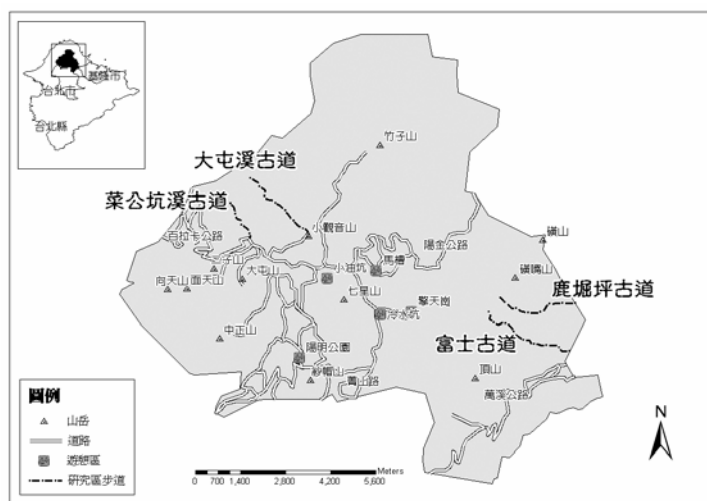 基隆市
台北市
台北縣
竹子山
大屯溪古道
菜公坑溪古道
小觀音山
磺山
百拉卡公路
陽金公路
馬槽
小油坑
大屯山
磺嘴山
向天山
面天山
七星山
擎天崗
冷水坑
鹿堀坪古道
富士古道
中正山
陽明公園
紗帽山
菁山路
頂山
萬溪公路
圖例
山岳
道路
遊憩區
研究區步道
N
Meters
0 700 1,400 2,800 4,200 5,600